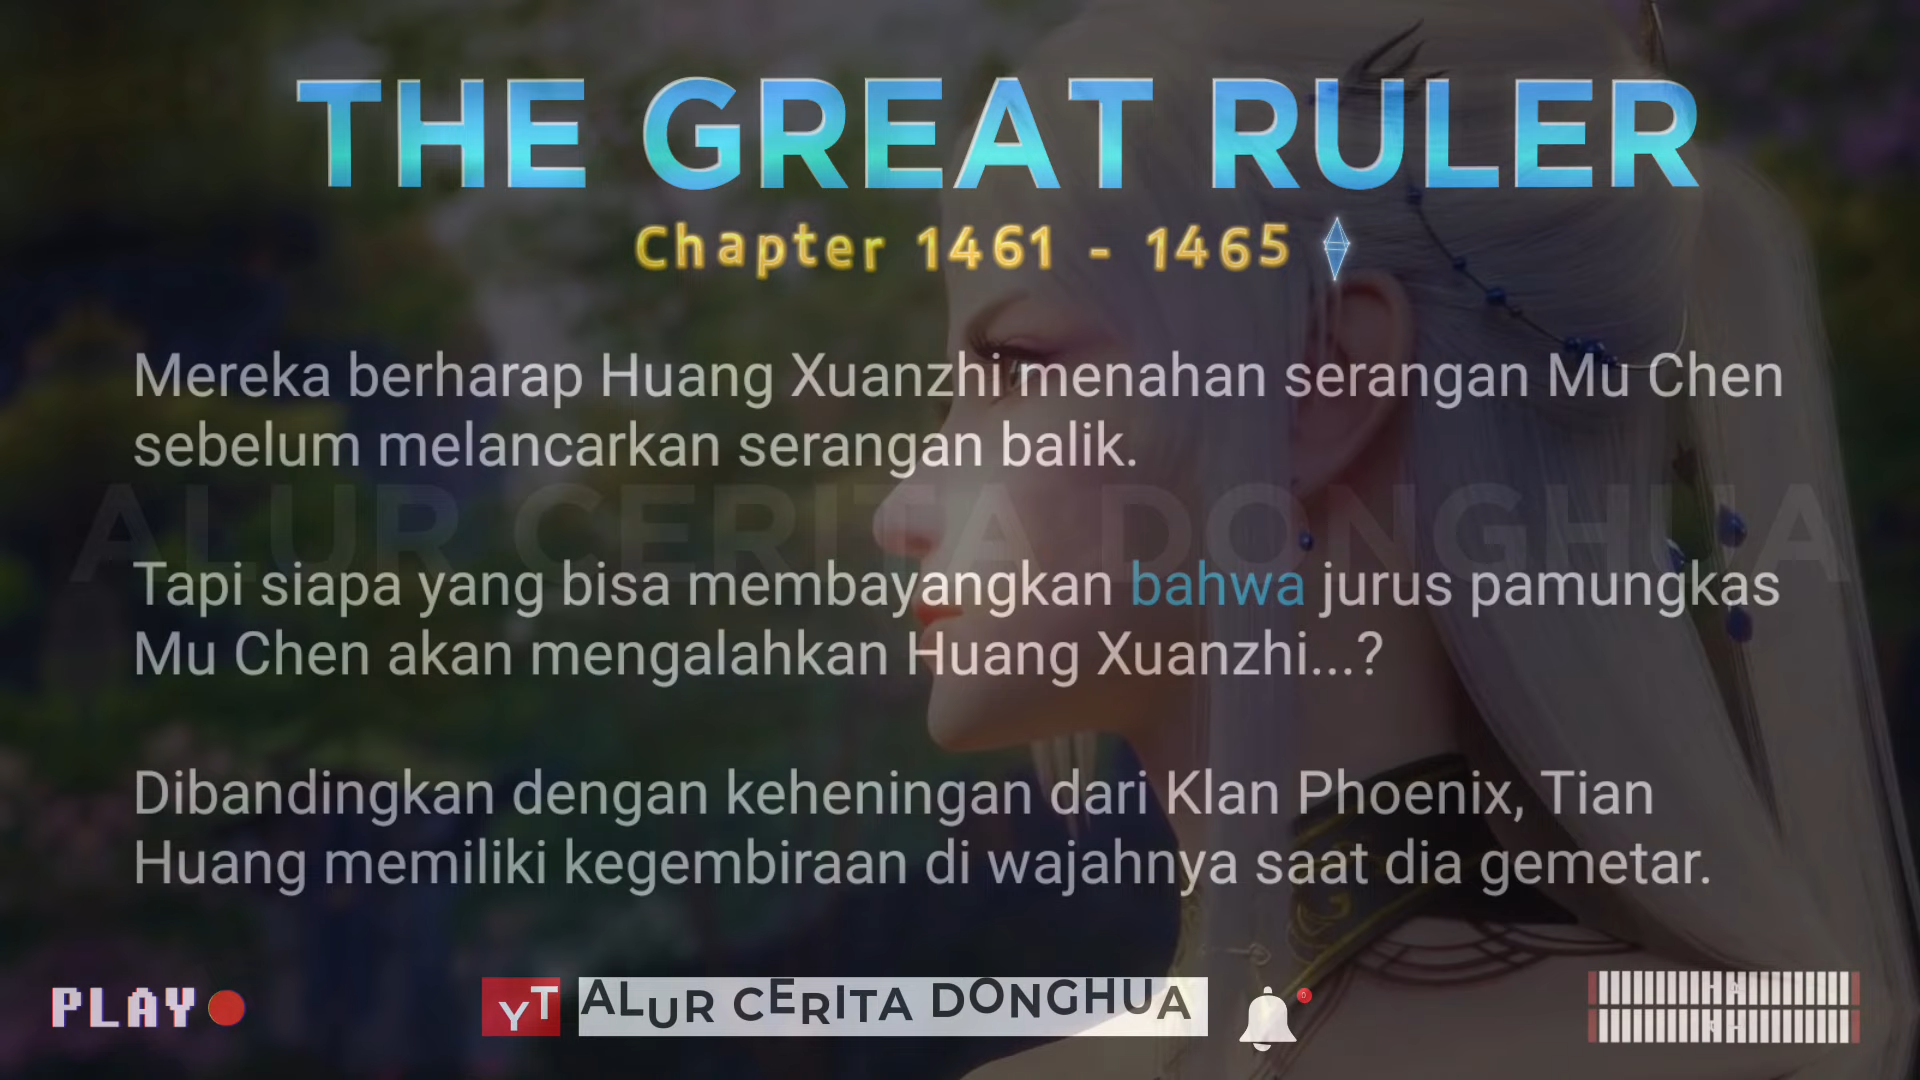 THE GREAT RULER
Chapter 1461 - 1465
Mereka berharap Huang Xuanzhi menahan serangan Mu Chen
sebelum melancarkan serangan balik.
ALUR CERITA DONGHUA
Tapi siapa yang bisa membayangkan bahwa jurus pamungkas
Mu Chen akan mengalahkan Huang Xuanzhi...?
Dibandingkan dengan keheningan dari Klan Phoenix, Tian
Huang memiliki kegembiraan di wajahnya saat dia gemetar.
PLAY
YT ALUR CERITA DONGHUA